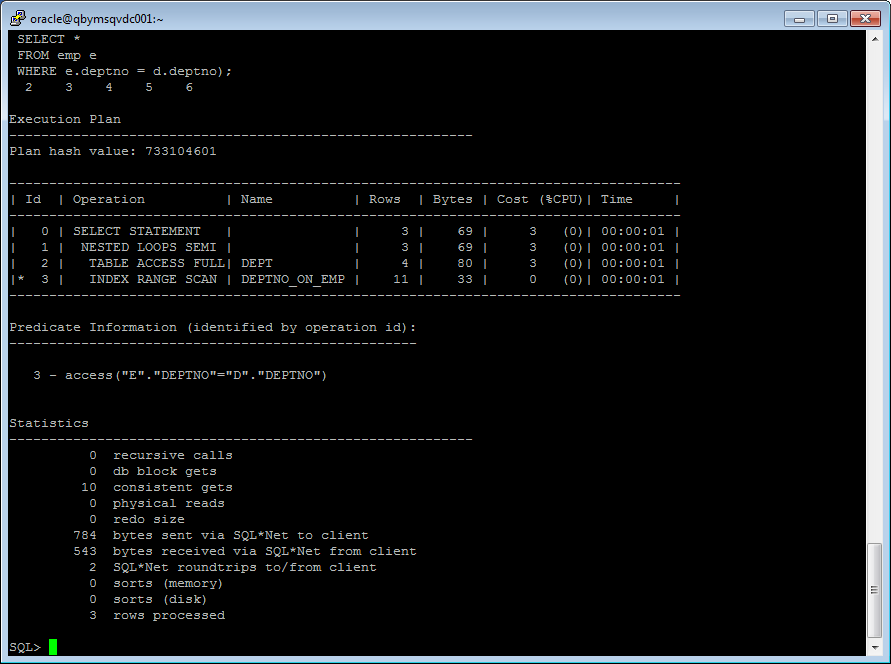 oracle@qbymsqvdc001:~
SELECT *
FROM emp e
WHERE e.deptno = d.deptno);
  2    3    4    5    6

Execution Plan
----------------------------------------------------------
Plan hash value: 733104601

------------------------------------------------------------------------------------
| Id  | Operation          | Name          | Rows  | Bytes | Cost (%CPU)| Time     |
------------------------------------------------------------------------------------
|   0 | SELECT STATEMENT   |               |     3 |    69 |     3   (0)| 00:00:01 |
|   1 |  NESTED LOOPS SEMI |               |     3 |    69 |     3   (0)| 00:00:01 |
|   2 |   TABLE ACCESS FULL| DEPT          |     4 |    80 |     3   (0)| 00:00:01 |
|*  3 |   INDEX RANGE SCAN | DEPTNO_ON_EMP |    11 |    33 |     0   (0)| 00:00:01 |
------------------------------------------------------------------------------------

Predicate Information (identified by operation id):
---------------------------------------------------

   3 - access("E"."DEPTNO"="D"."DEPTNO")

Statistics
----------------------------------------------------------
          0  recursive calls
          0  db block gets
         10  consistent gets
          0  physical reads
          0  redo size
        784  bytes sent via SQL*Net to client
        543  bytes received via SQL*Net from client
          2  SQL*Net roundtrips to/from client
          0  sorts (memory)
          0  sorts (disk)
          3  rows processed

SQL>